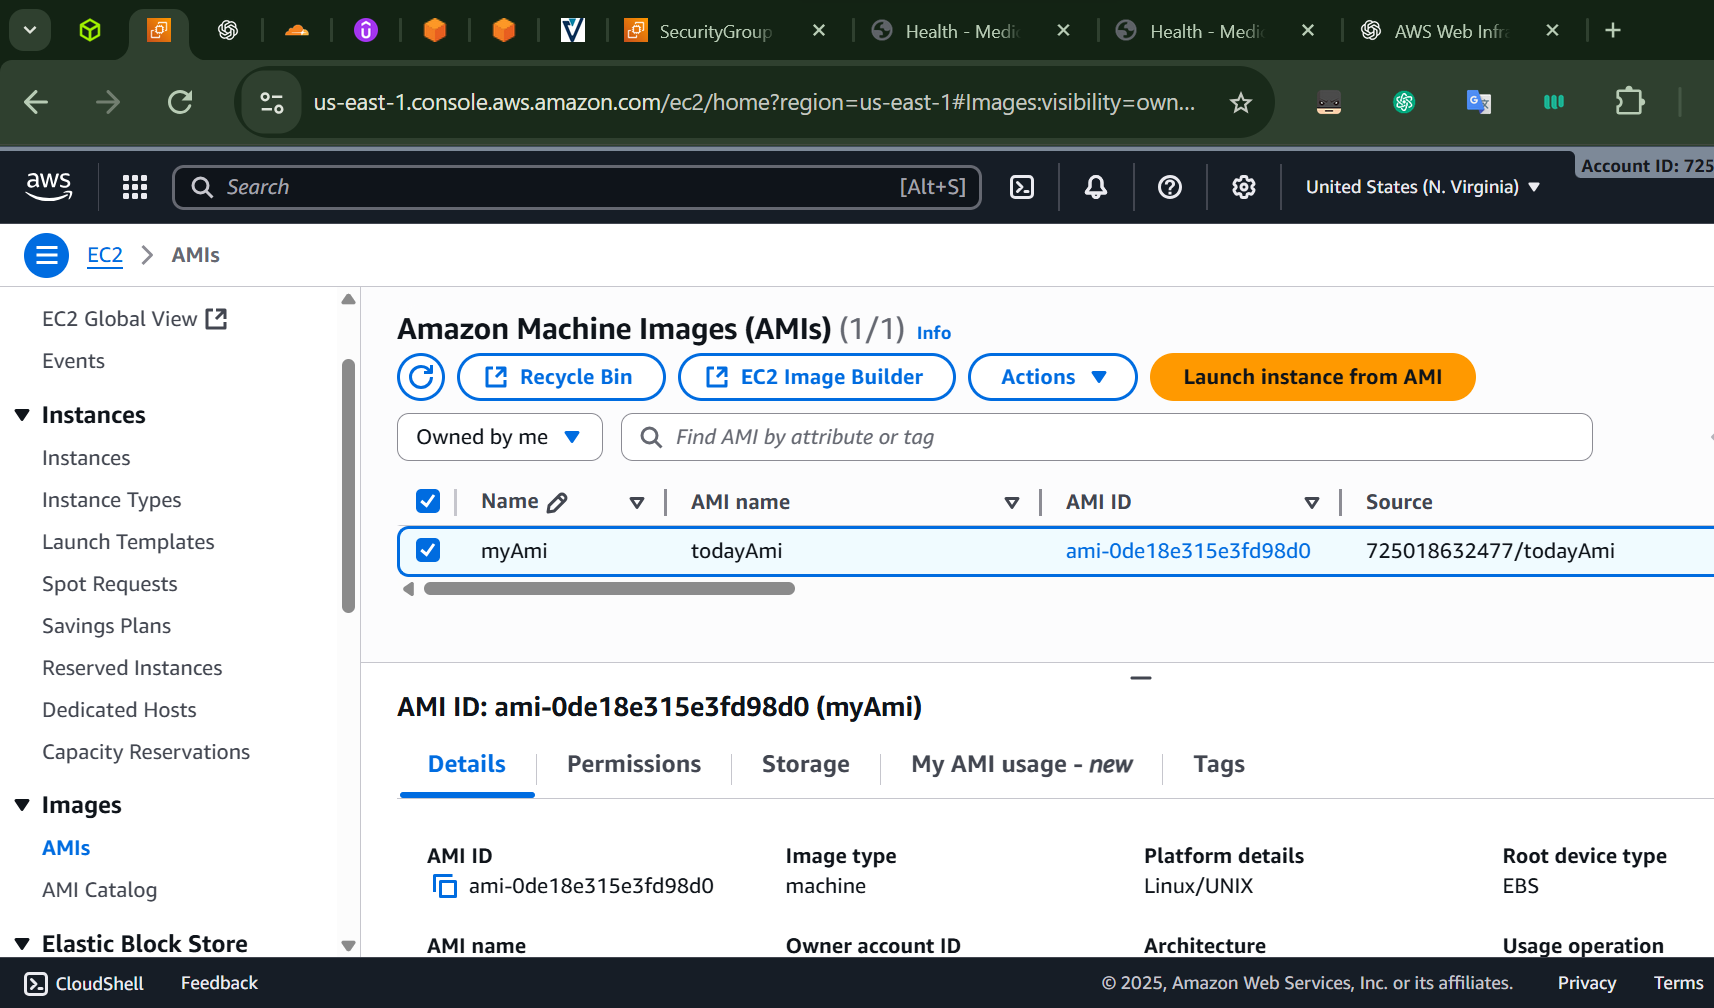 SecurityGroup
Health - Medic
Health - Medic
AWS Web Infra
us-east-1.console.aws.amazon.com/ec2/home?region=us-east-1#Images:visibility=own...
aws
Search
[Alt+S]
United States (N. Virginia)
Account ID: 725
EC2
AMIs
EC2 Global View
Events
Instances
Instances
Instance Types
Launch Templates
Spot Requests
Savings Plans
Reserved Instances
Dedicated Hosts
Capacity Reservations
Images
AMIs
AMI Catalog
Elastic Block Store
Amazon Machine Images (AMIs) (1/1) Info
Recycle Bin
EC2 Image Builder
Actions
Launch instance from AMI
Owned by me
Find AMI by attribute or tag
Name
AMI name
AMI ID
Source
myAmi
todayAmi
ami-0de18e315e3fd98d0
725018632477/todayAmi
AMI ID: ami-0de18e315e3fd98d0 (myAmi)
Details
Permissions
Storage
My AMI usage - new
Tags
AMI ID
ami-0de18e315e3fd98d0
Image type
machine
Platform details
Linux/UNIX
Root device type
EBS
AMI name
Owner account ID
Architecture
Usage operation
CloudShell
Feedback
© 2025, Amazon Web Services, Inc. or its affiliates.
Privacy
Terms